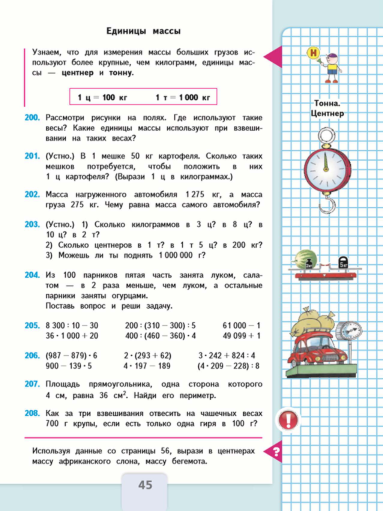 Единицы массы
Узнаем, что для измерения массы больших грузов ис-
пользуют более крупные, чем килограмм, единицы мас-
сы — центнер и тонну.
1 ц = 100 кг 1 т = 1 000 кг
200. Рассмотри рисунки на полях. Где используют такие
весы? Какие единицы массы используют при взвеши-
вании на таких весах?
201. (Устно.) В 1 мешке 50 кг картофеля. Сколько таких
мешков потребуется, чтобы положить в них
1 ц картофеля? (Вырази 1 ц в килограммах.)
202. Масса нагруженного автомобиля 1 275 кг, а масса
груза 275 кг. Чему равна масса самого автомобиля?
203. (Устно.) 1) Сколько килограммов в 3 ц? в 8 ц? в
10 ц? в 2 т?
2) Сколько центнеров в 1 т? в 1 т 5 ц? в 200 кг?
3) Можешь ли ты поднять 1 000 000 г?
204. Из 100 парников пятая часть занята луком, сала-
том — в 2 раза меньше, чем луком, а остальные
парники заняты огурцами.
Поставь вопрос и реши задачу.
205. 8 300 : 10 − 30 200 : (310 − 300) : 5 61 000 − 1
36 · 1 000 + 20 400 : (460 − 360) · 4 49 099 + 1
206. (987 − 879) · 6 2 · (293 + 62) 3 · 242 + 824 : 4
900 − 139 · 5 4 · 197 − 189 (4 · 209 − 228) : 8
207. Площадь прямоугольника, одна сторона которого
4 см, равна 36 см². Найди его периметр.
208. Как за три взвешивания отвесить на чашечных весах
700 г крупы, если есть только одна гиря в 100 г?
Используя данные со страницы 56, вырази в центнерах
массу африканского слона, массу бегемота.
45
Н
Тонна.
Центнер
!
?